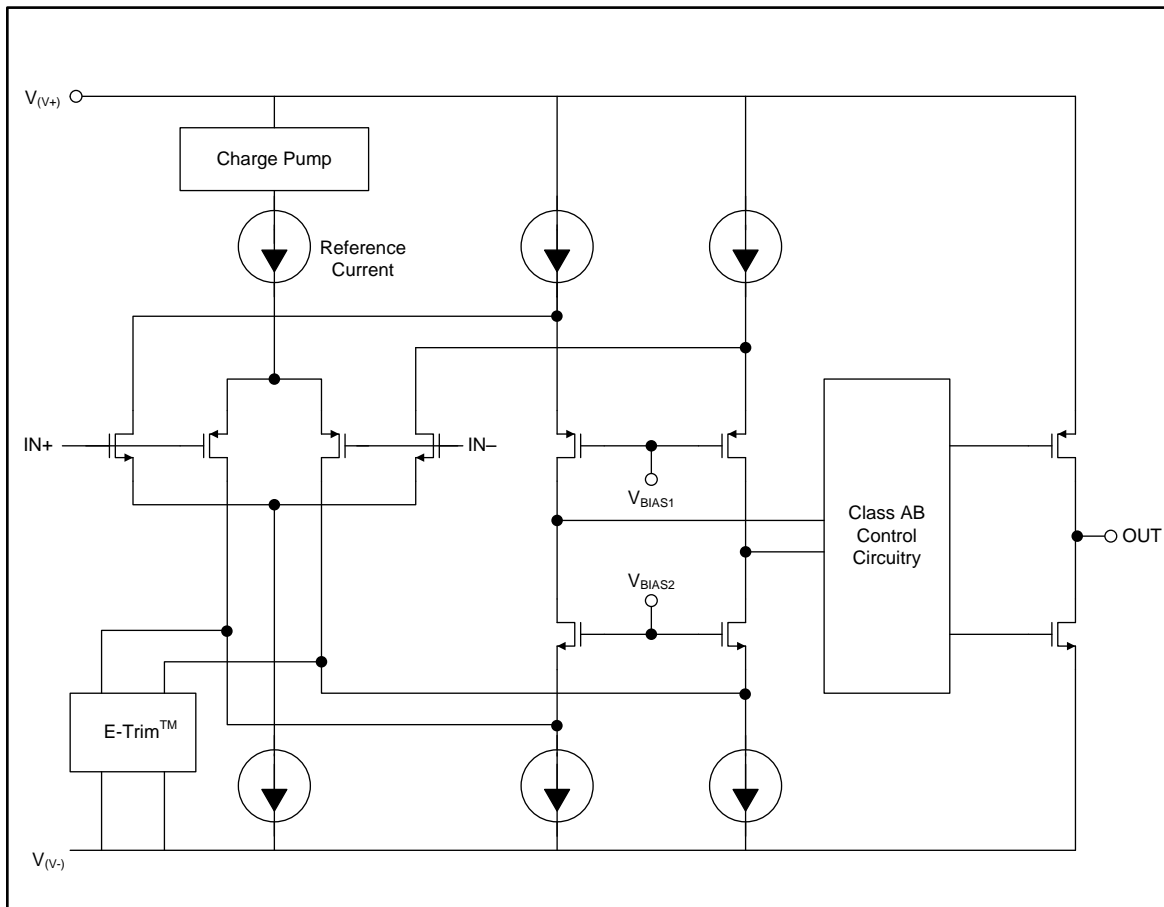 V(V+)
Charge Pump
Reference
Current
IN+
IN–
VBIAS1
Class AB
Control
Circuitry
OUT
VBIAS2
E-Trim™
V(V-)